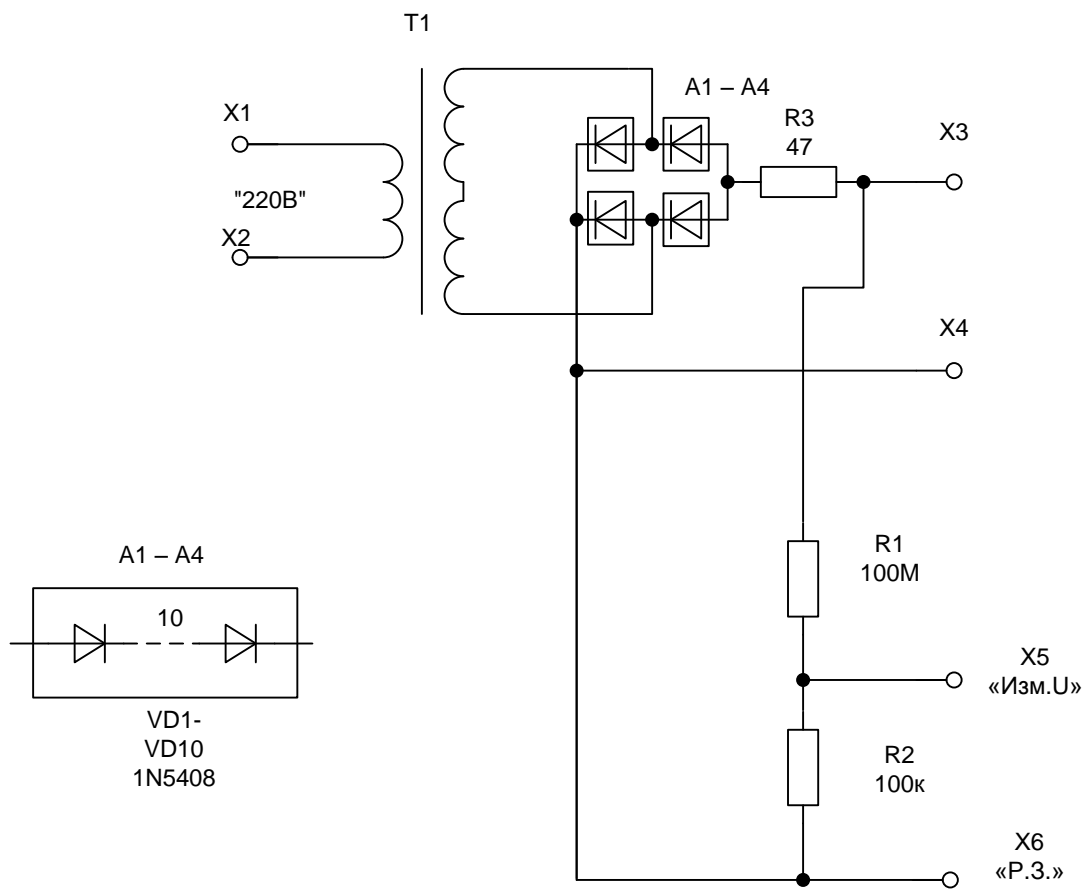 T1
A1 – A4
X1
R3
47
X3
"220В"
X2
X4
A1 – A4
10
VD1-
VD10
1N5408
R1
100М
X5
«Изм.U»
R2
100к
X6
«Р.З.»